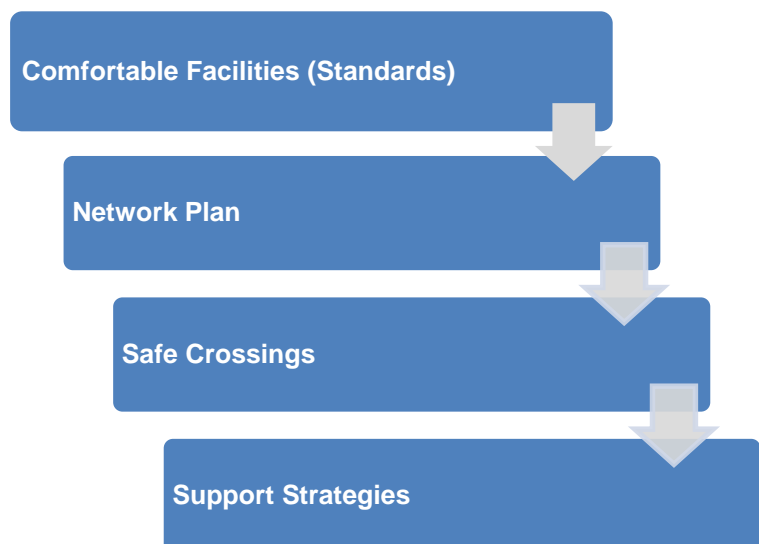 Comfortable Facilities (Standards)
Network Plan
Safe Crossings
Support Strategies